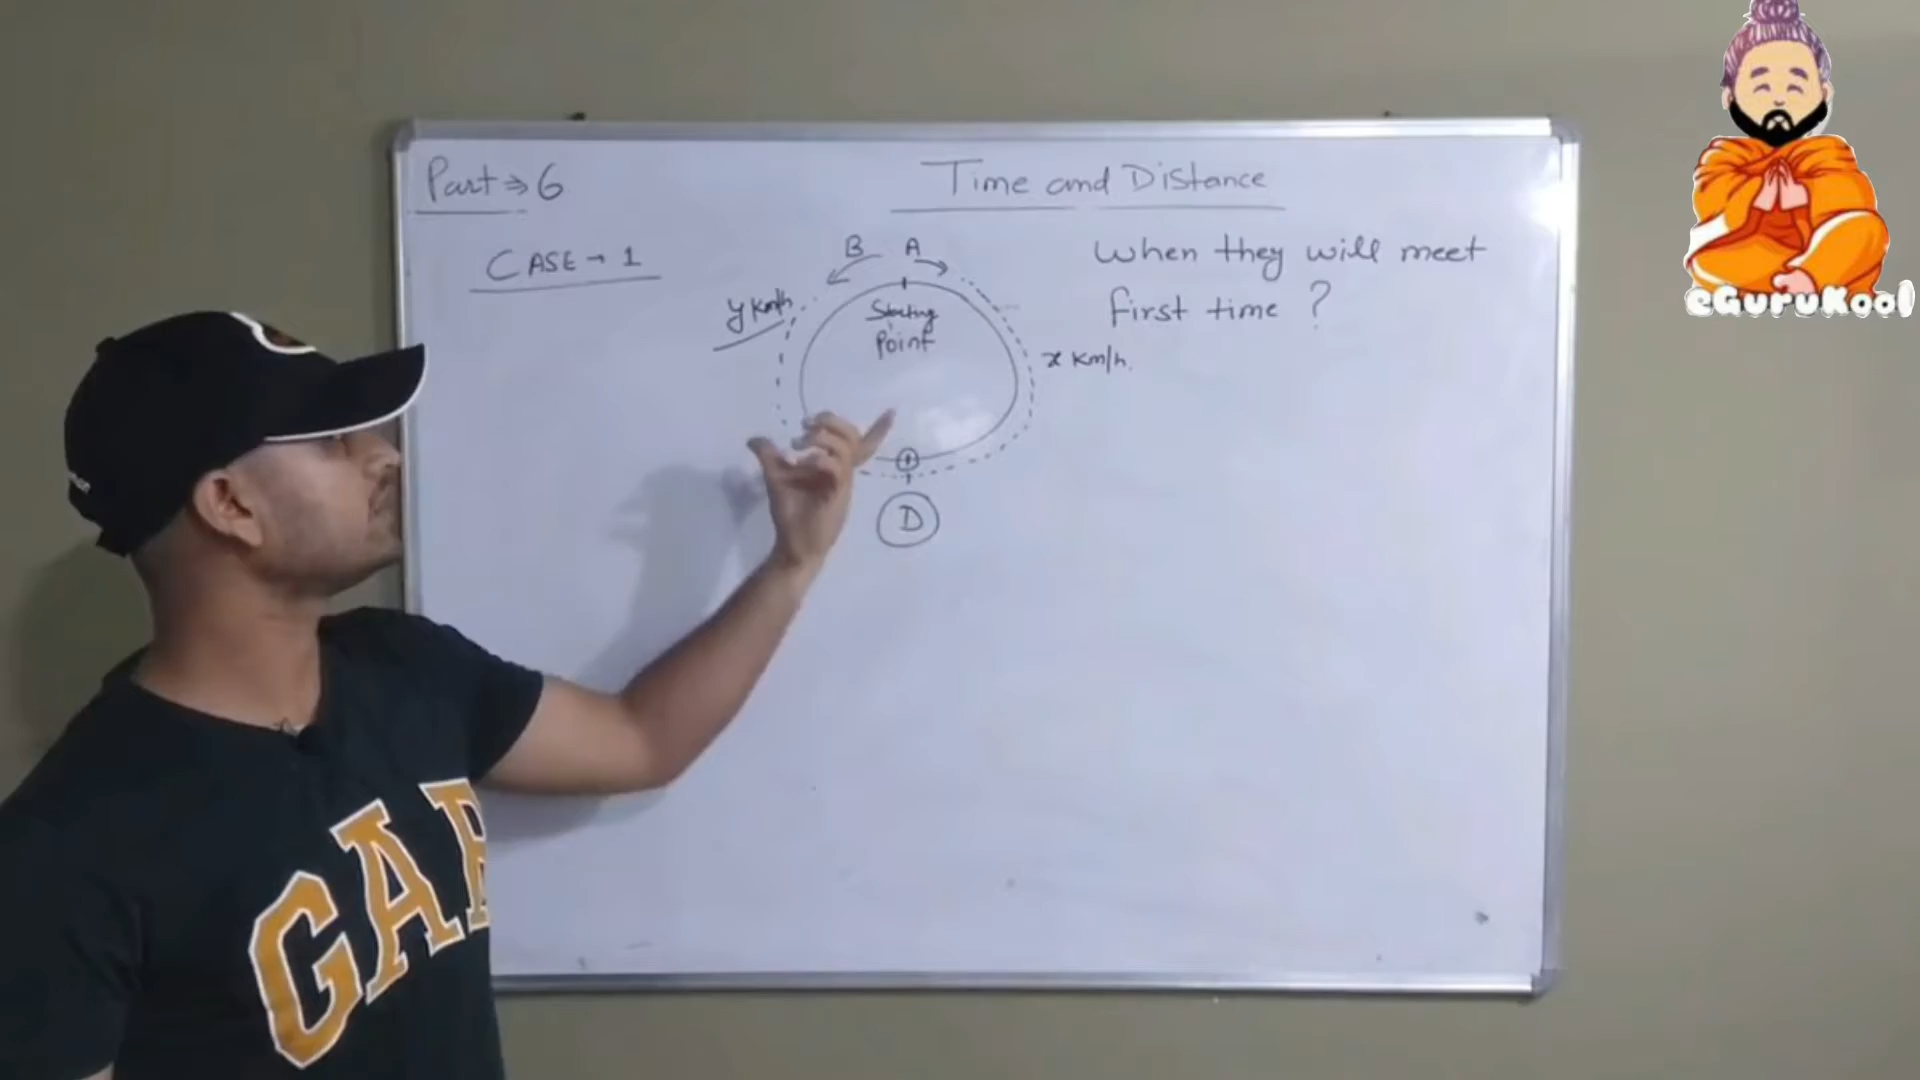 Part ⇒ 6
Time and Distance
CASE → 1
B A
When they will meet
first time ?
y Km/h
Starting
Point
x Km/h.
D
GAP
eGuruKool